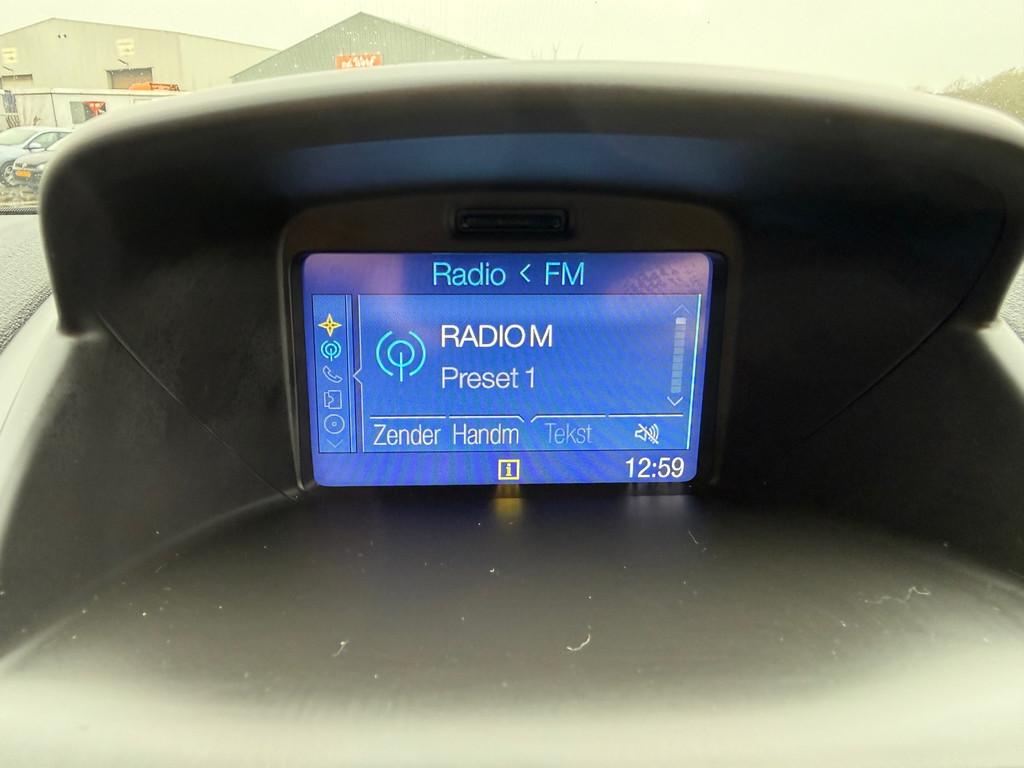 Radio < FM
RADIO M
Preset 1
Zender Handm Tekst
i
12:59